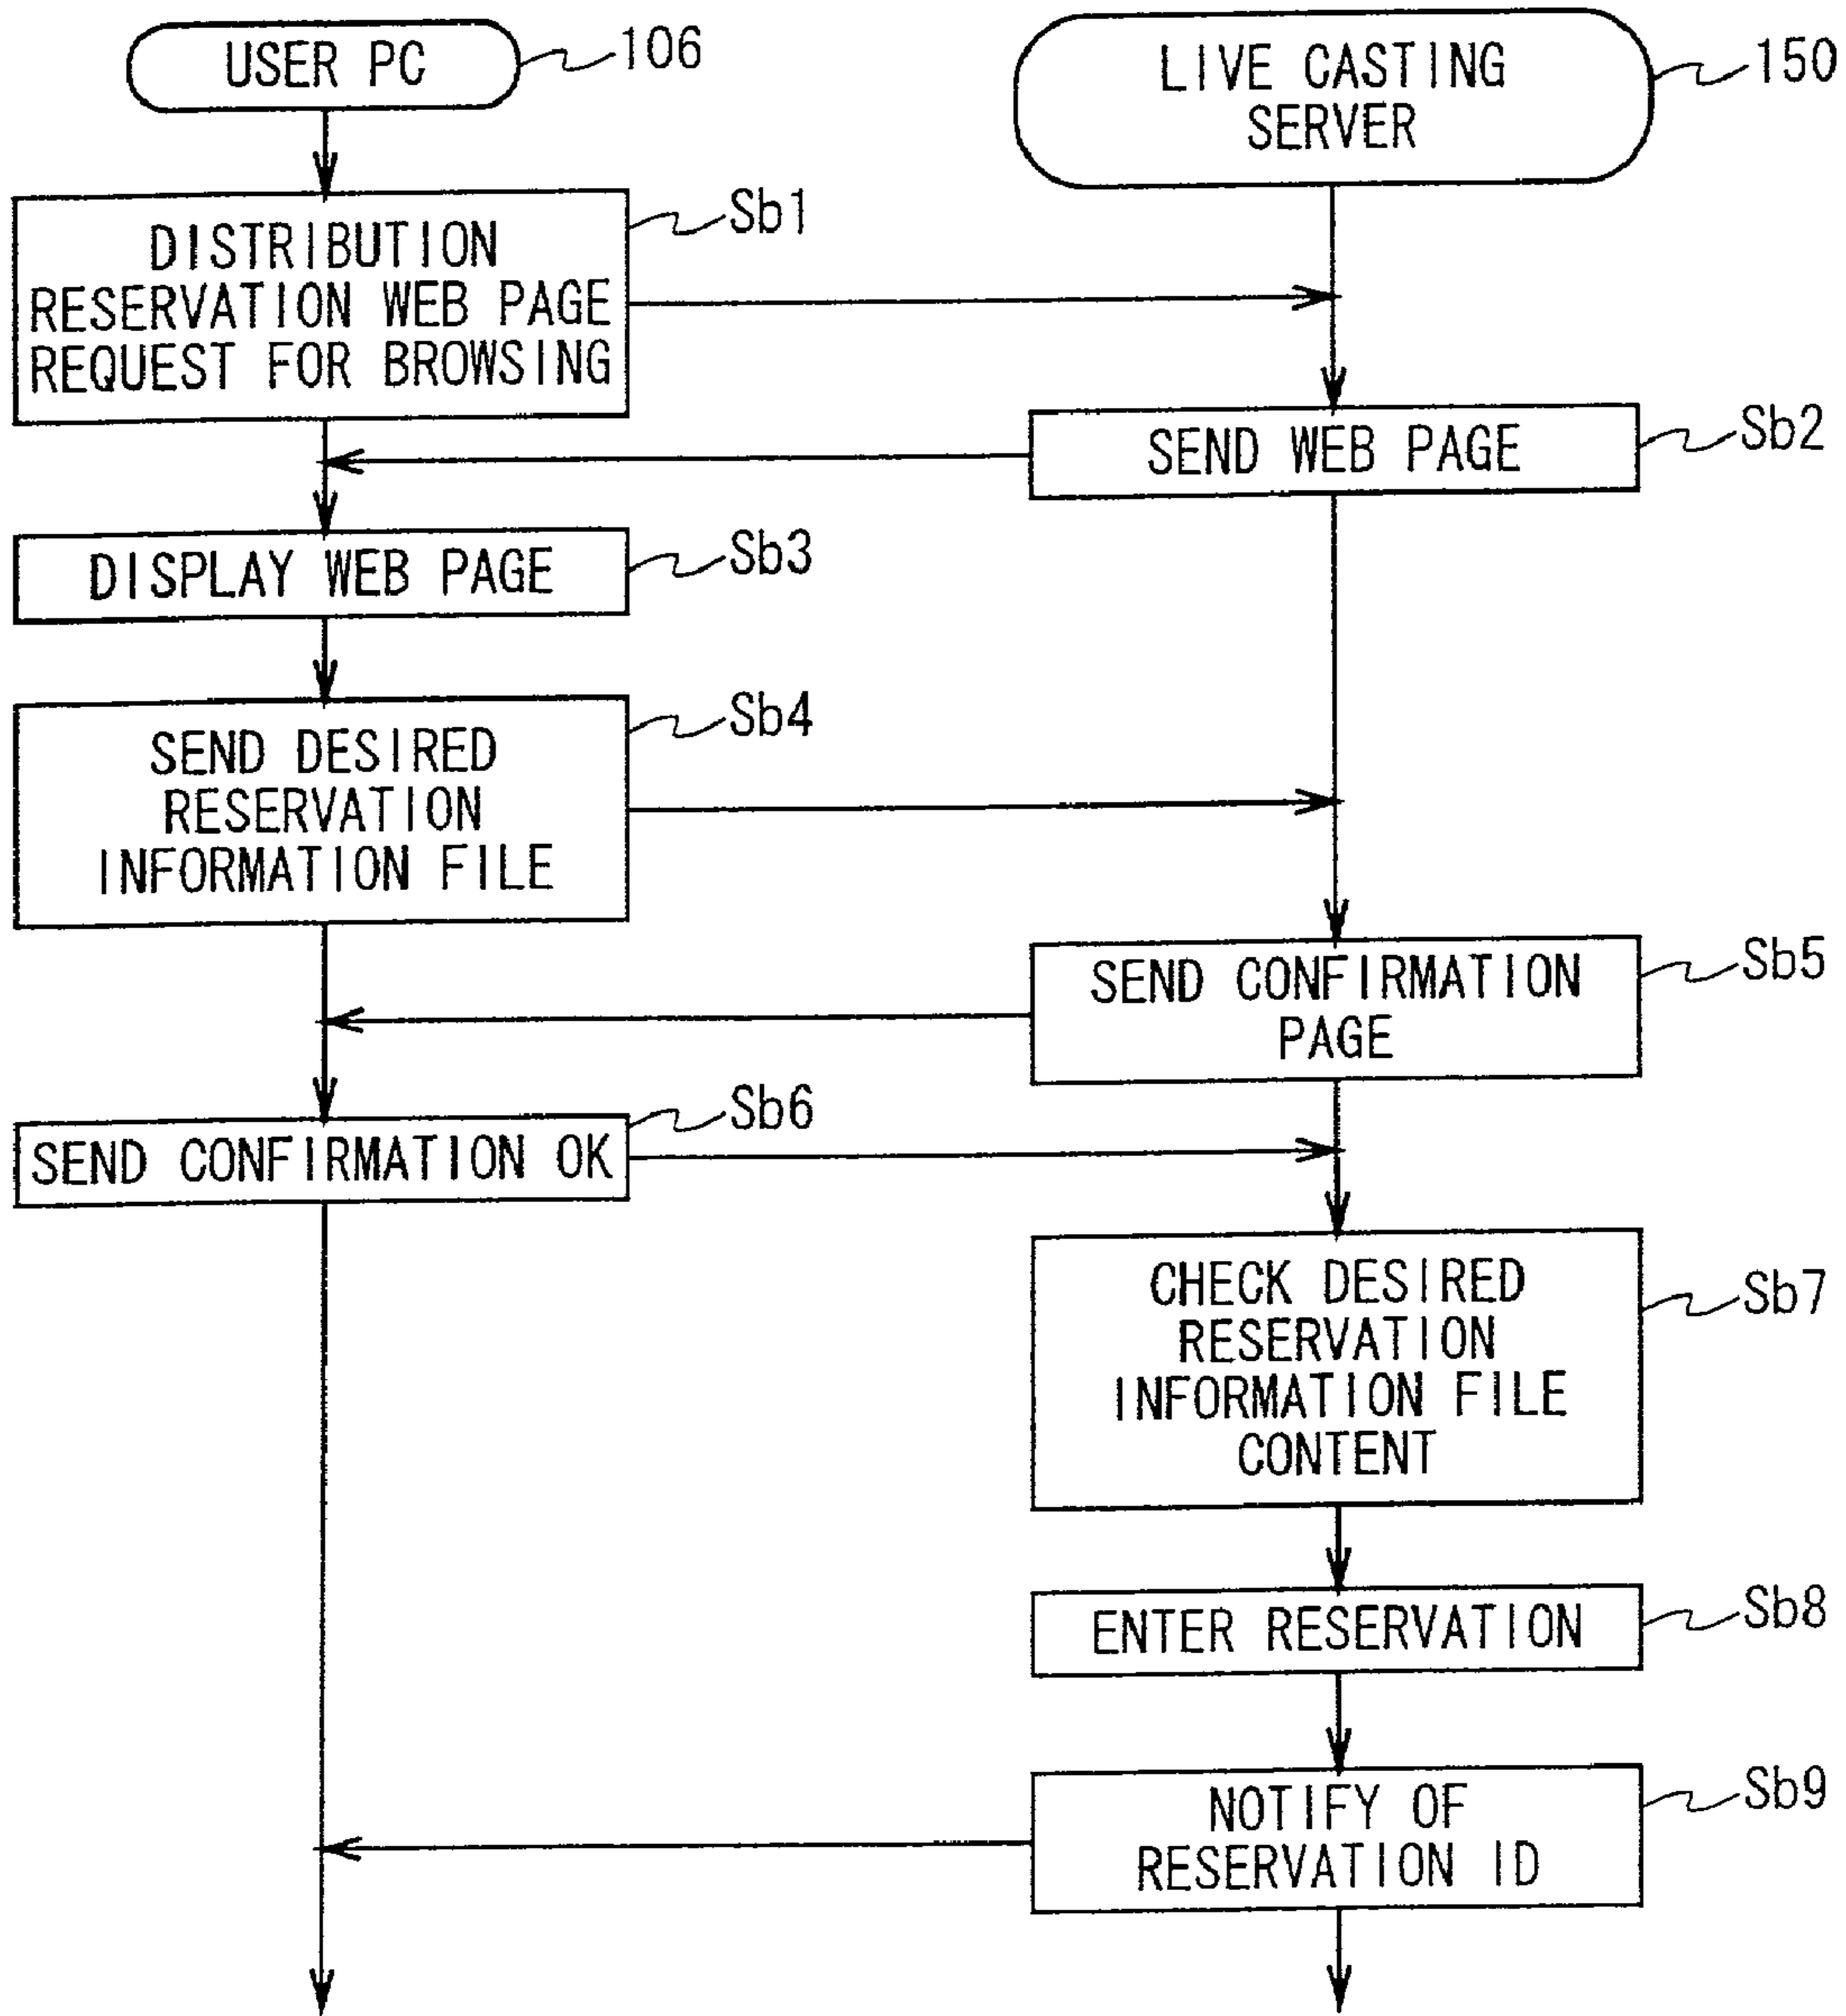 USER PC
106
LIVE CASTING
SERVER
150
DISTRIBUTION
RESERVATION WEB PAGE
REQUEST FOR BROWSING
Sb1
SEND WEB PAGE
Sb2
DISPLAY WEB PAGE
Sb3
SEND DESIRED
RESERVATION
INFORMATION FILE
Sb4
SEND CONFIRMATION
PAGE
Sb5
SEND CONFIRMATION OK
Sb6
CHECK DESIRED
RESERVATION
INFORMATION FILE
CONTENT
Sb7
ENTER RESERVATION
Sb8
NOTIFY OF
RESERVATION ID
Sb9